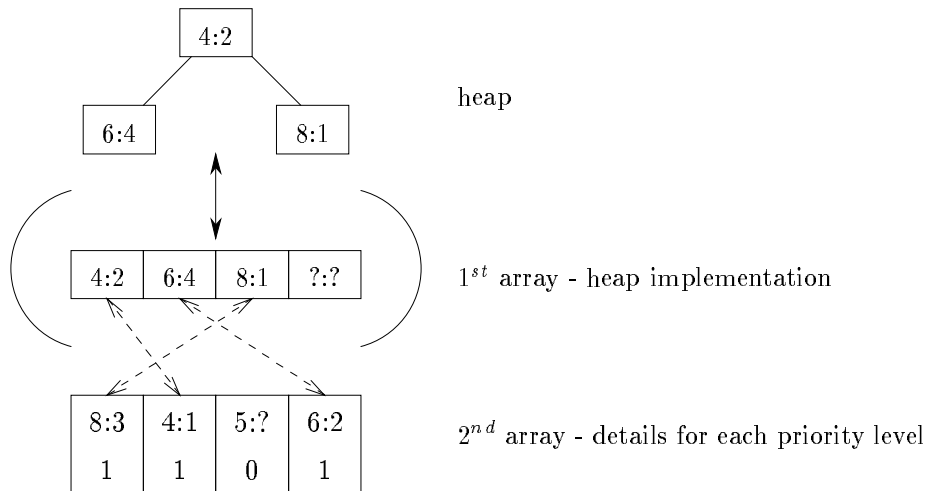 4:2
heap
6:4 8:1
4:2 6:4 8:1 ?:? 1st array - heap implementation
8:3 4:1 5:? 6:2
2nd array - details for each priority level
1 1 0 1